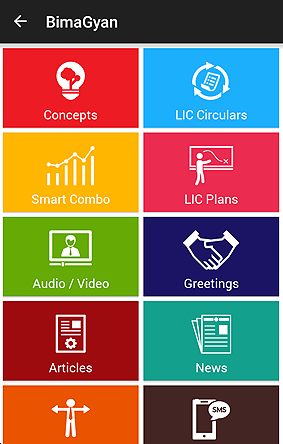 BimaGyan
Concepts
LIC Circulars
Smart Combo
LIC Plans
Audio / Video
Greetings
Articles
News
SMS